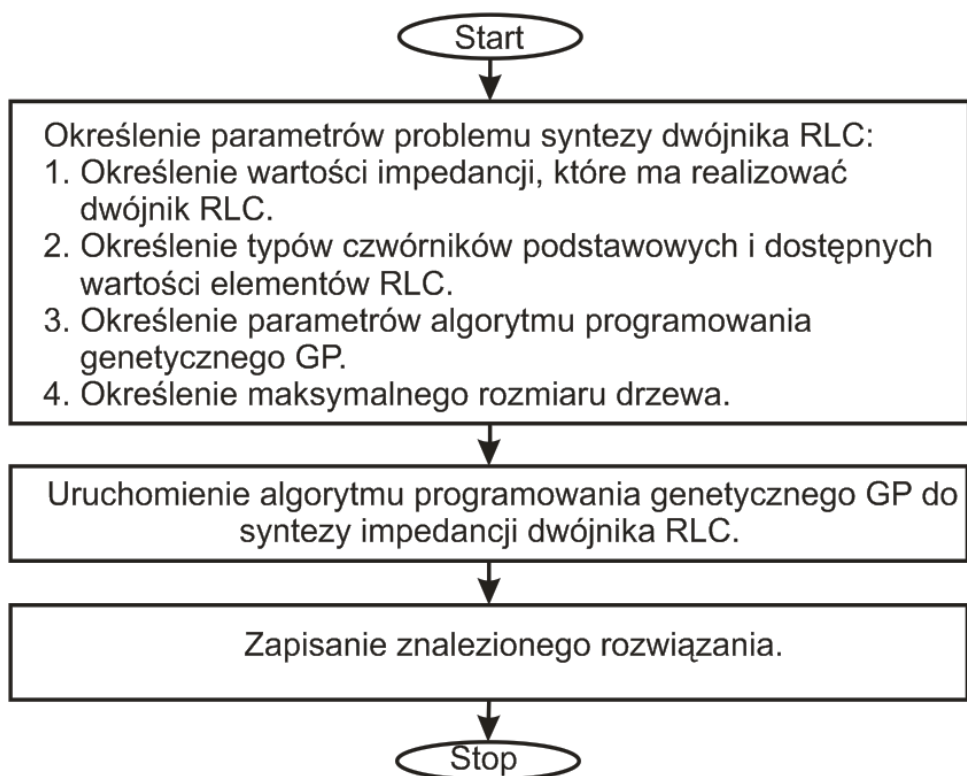 Start
Określenie parametrów problemu syntezy dwójnika RLC:
1. Określenie wartości impedancji, które ma realizować
dwójnik RLC.
2. Określenie typów czwórników podstawowych i dostępnych
wartości elementów RLC.
3. Określenie parametrów algorytmu programowania
genetycznego GP.
4. Określenie maksymalnego rozmiaru drzewa.
Uruchomienie algorytmu programowania genetycznego GP do
syntezy impedancji dwójnika RLC.
Zapisanie znalezionego rozwiązania.
Stop